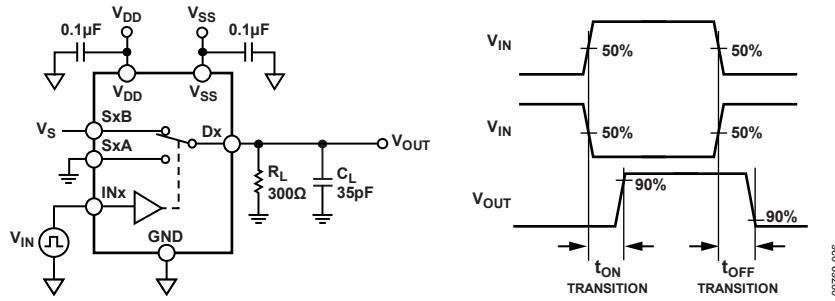 V_DD V_SS
0.1µF 0.1µF
V_DD V_SS
V_S SxB Dx V_OUT
SxA
R_L
300Ω
C_L
35pF
INx
V_IN
GND
V_IN 50% 50%
V_IN 50% 50%
V_OUT 90% 90%
t_ON
TRANSITION
t_OFF
TRANSITION